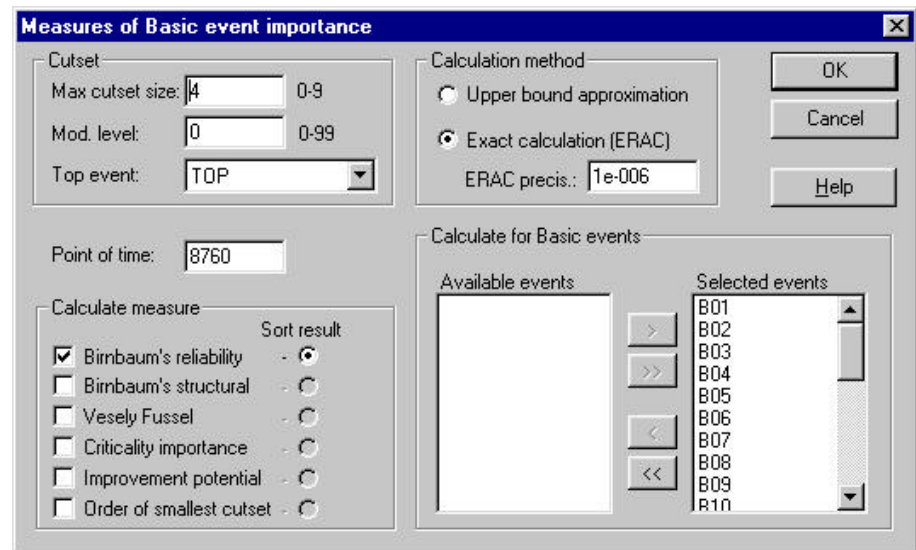 Measures of Basic event importance
Cutset
Max cutset size: 4 0-9
Mod. level: 0 0-99
Top event: TOP
Calculation method
Upper bound approximation
Exact calculation (ERAC)
ERAC precis.: 1e-006
OK
Cancel
Help
Point of time: 8760
Calculate measure
Sort result
Birnbaum's reliability -
Birnbaum's structural -
Vesely Fussel -
Criticality importance -
Improvement potential -
Order of smallest cutset -
Calculate for Basic events
Available events
>
>>
<
<<
Selected events
B01
B02
B03
B04
B05
B06
B07
B08
B09
B10